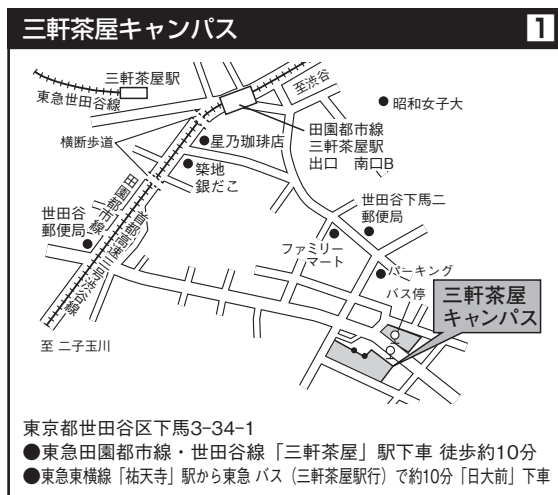 三軒茶屋キャンパス
1
三軒茶屋駅
東急世田谷線
至渋谷
昭和女子大
横断歩道
星乃珈琲店
田園都市線
三軒茶屋駅
出口 南口B
築地
銀だこ
世田谷下馬二
郵便局
世田谷
郵便局
田園都市線
首都高速三号渋谷線
ファミリー
マート
パーキング
バス停
三軒茶屋
キャンパス
至 二子玉川
東京都世田谷区下馬3-34-1
●東急田園都市線・世田谷線「三軒茶屋」駅下車 徒歩約10分
●東急東横線「祐天寺」駅から東急 バス（三軒茶屋駅行）で約10分「日大前」下車